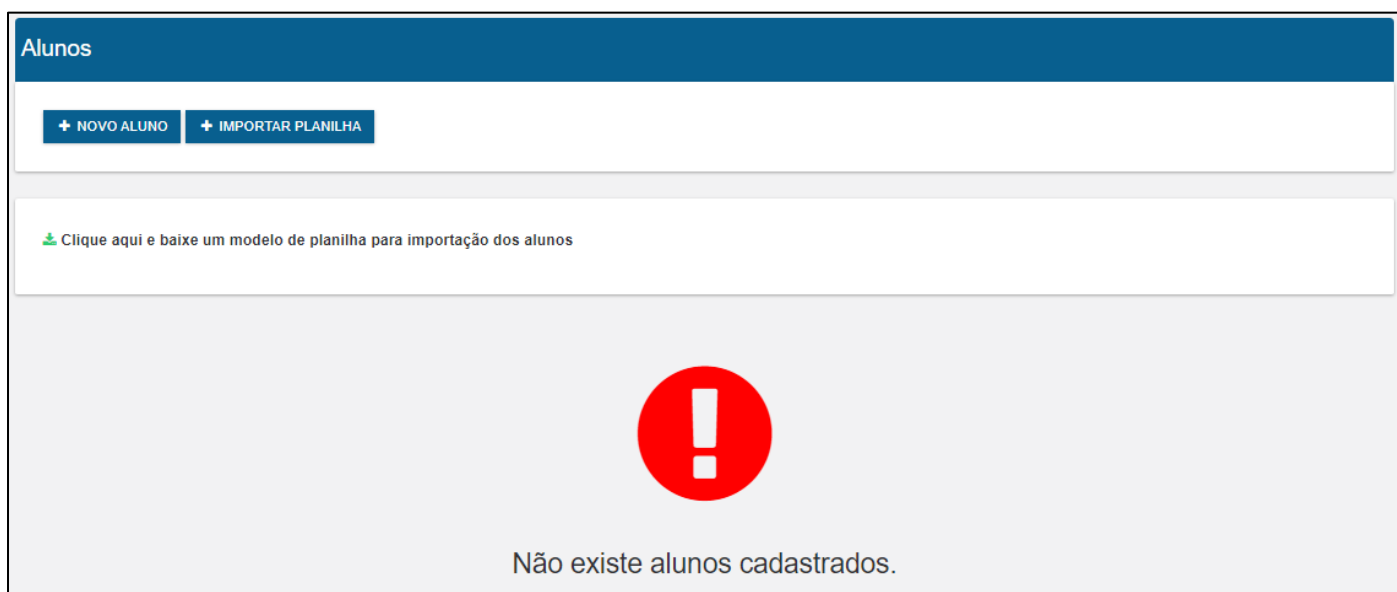 Alunos
+ NOVO ALUNO + IMPORTAR PLANILHA
Clique aqui e baixe um modelo de planilha para importação dos alunos
Não existe alunos cadastrados.